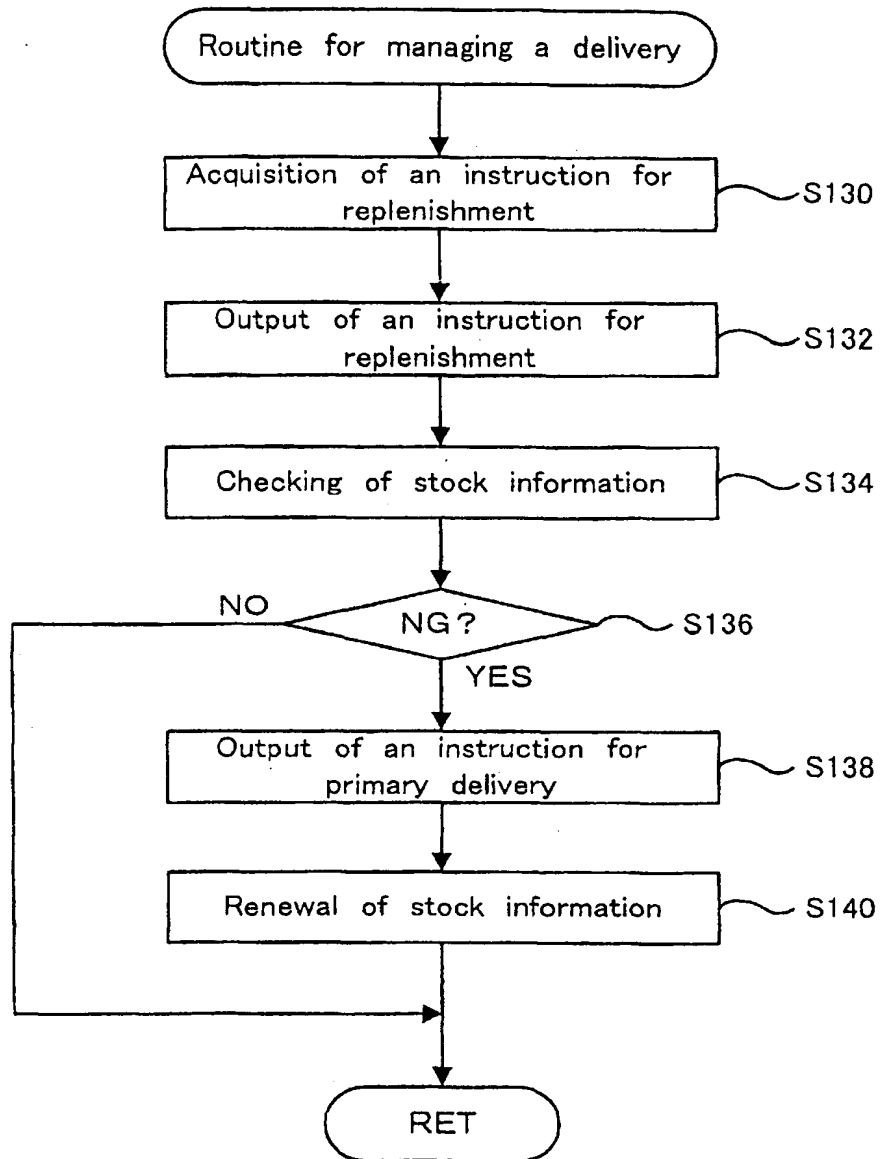 Routine for managing a delivery
Acquisition of an instruction for
replenishment
S130
Output of an instruction for
replenishment
S132
Checking of stock information
S134
NO
NG?
S136
YES
Output of an instruction for
primary delivery
S138
Renewal of stock information
S140
RET